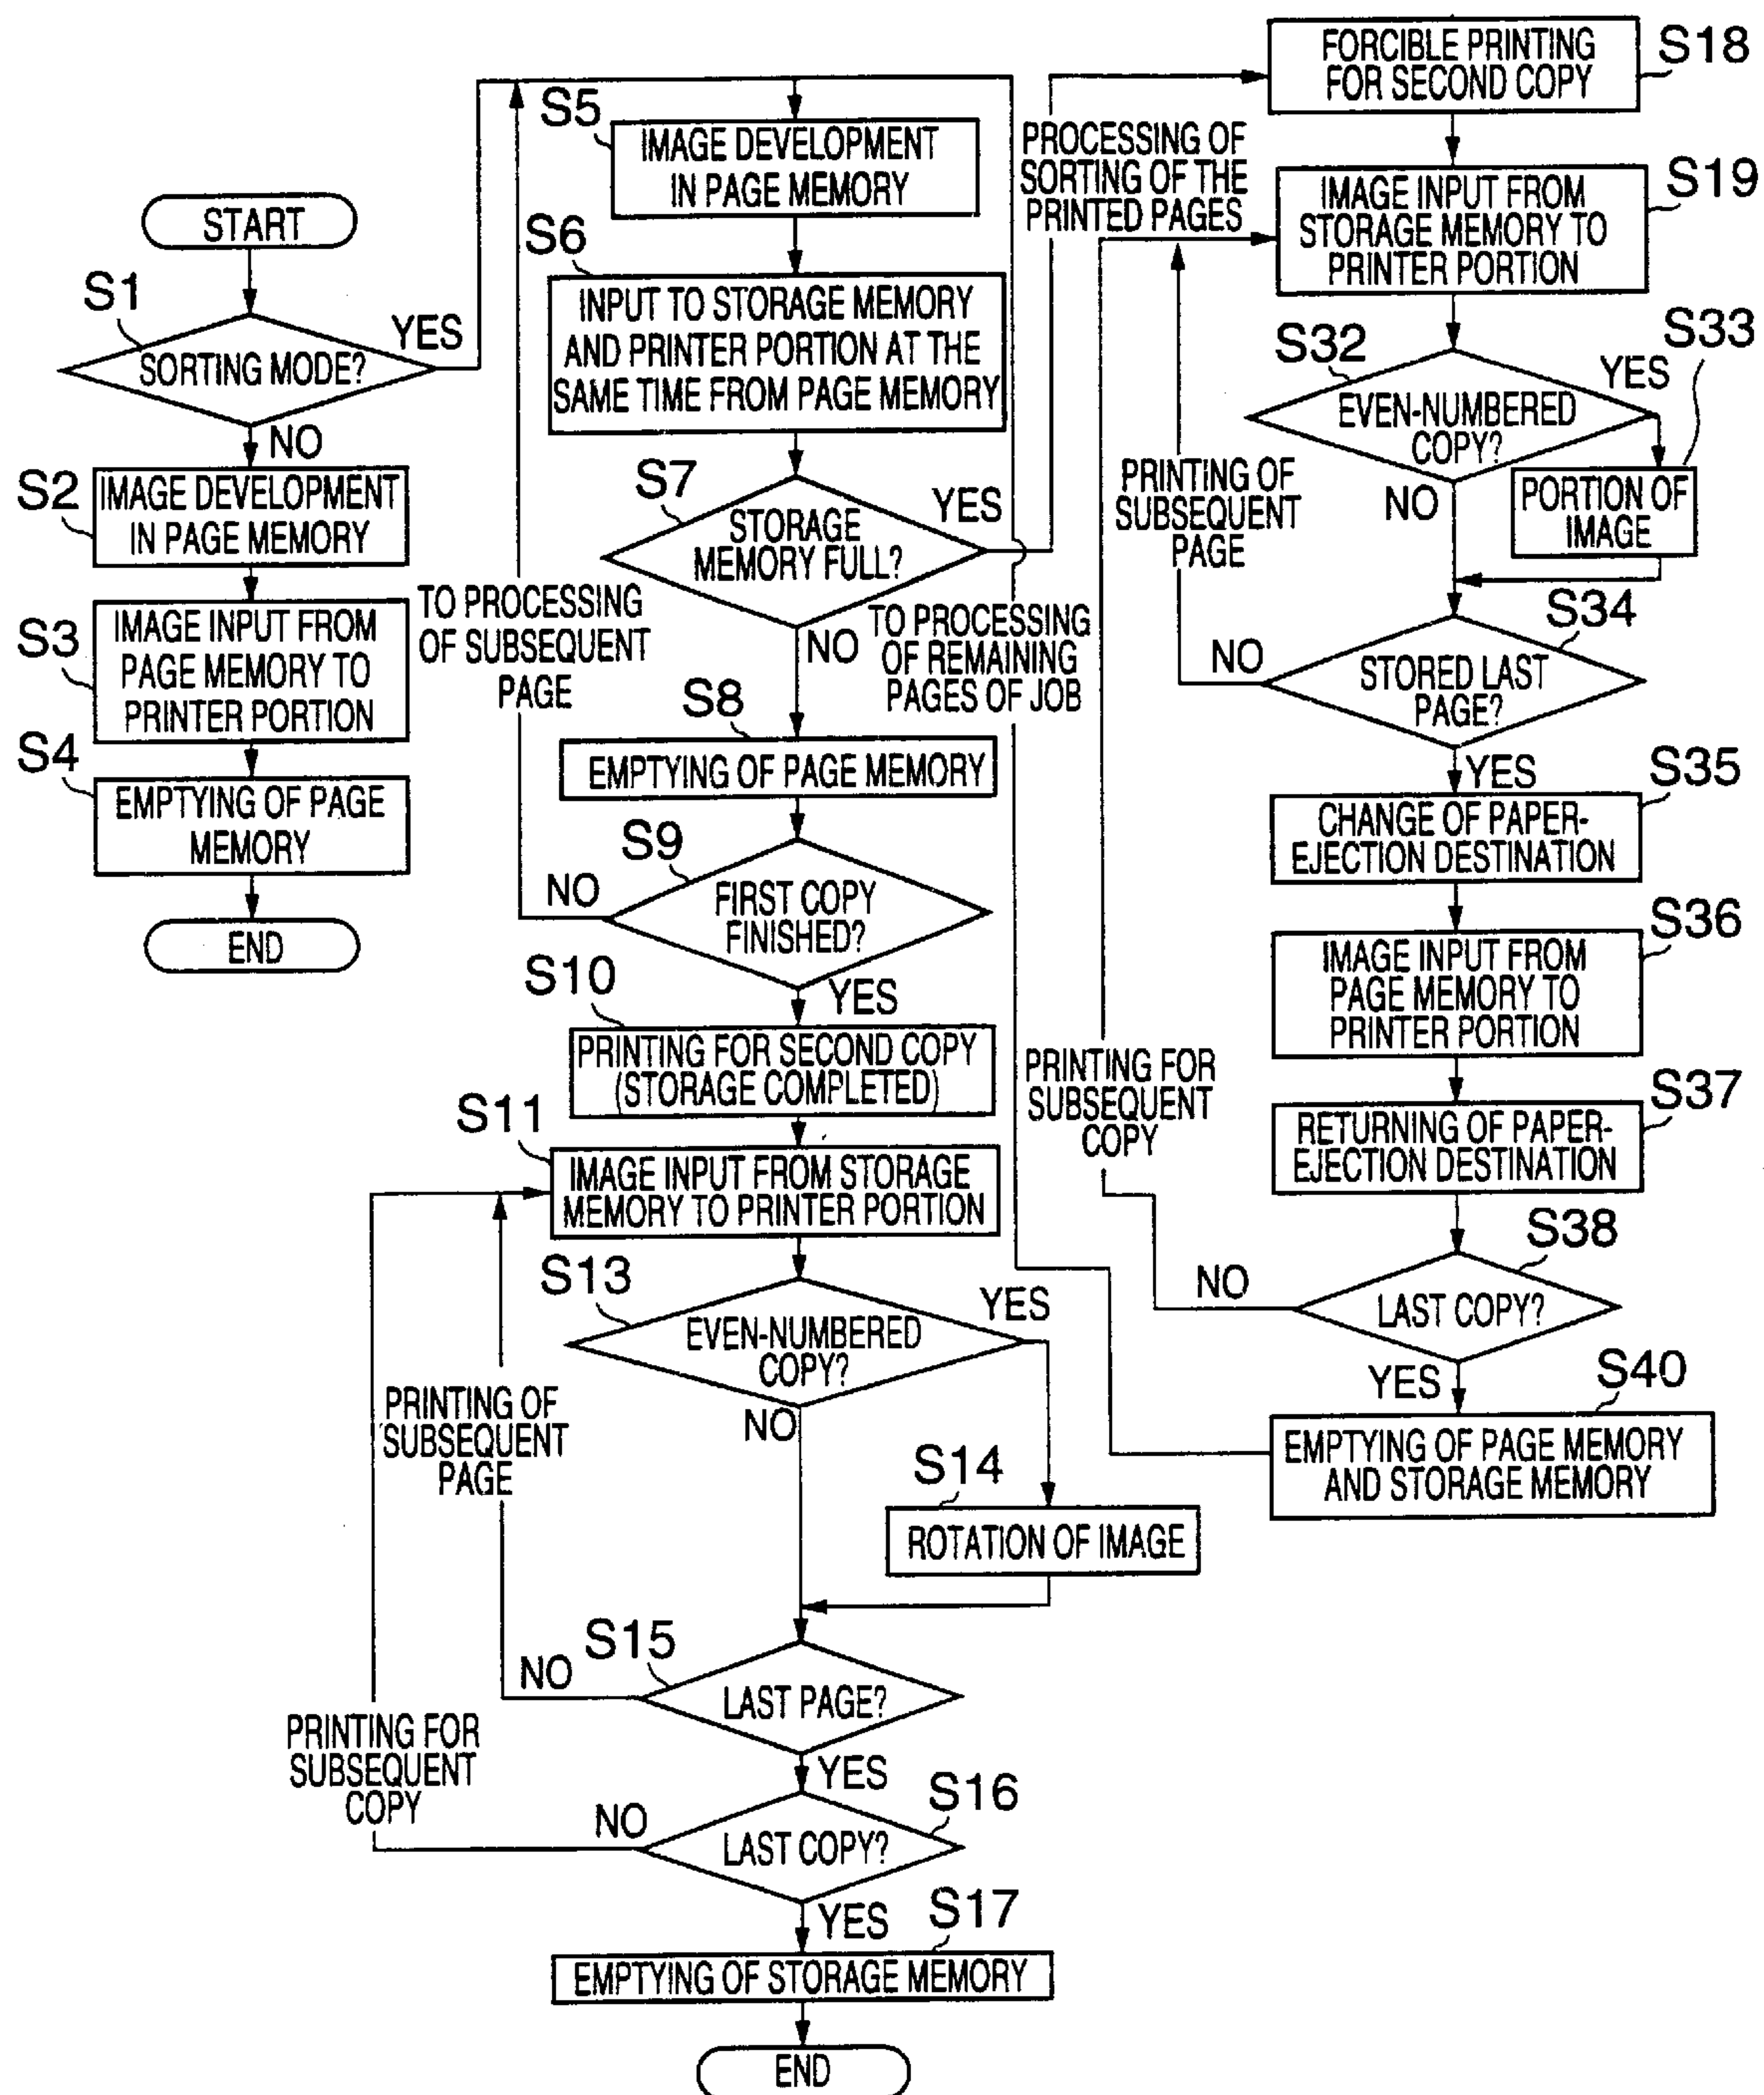 START
S1
SORTING MODE?
YES
NO
S2
IMAGE DEVELOPMENT
IN PAGE MEMORY
S3
IMAGE INPUT FROM
PAGE MEMORY TO
PRINTER PORTION
S4
EMPTYING OF PAGE
MEMORY
END
S5
IMAGE DEVELOPMENT
IN PAGE MEMORY
S6
INPUT TO STORAGE MEMORY
AND PRINTER PORTION AT THE
SAME TIME FROM PAGE MEMORY
S7
STORAGE
MEMORY FULL?
YES
NO
TO PROCESSING
OF SUBSEQUENT
PAGE
TO PROCESSING
OF REMAINING
PAGES OF JOB
S8
EMPTYING OF PAGE MEMORY
S9
FIRST COPY
FINISHED?
NO
YES
S10
PRINTING FOR SECOND COPY
(STORAGE COMPLETED)
S11
IMAGE INPUT FROM STORAGE
MEMORY TO PRINTER PORTION
S13
EVEN-NUMBERED
COPY?
YES
NO
PRINTING OF
SUBSEQUENT
PAGE
S14
ROTATION OF IMAGE
S15
LAST PAGE?
NO
YES
PRINTING FOR
SUBSEQUENT
COPY
S16
LAST COPY?
NO
YES
S17
EMPTYING OF STORAGE MEMORY
END
PROCESSING OF
SORTING OF THE
PRINTED PAGES
FORCIBLE PRINTING
FOR SECOND COPY
S18
IMAGE INPUT FROM
STORAGE MEMORY TO
PRINTER PORTION
S19
S32
EVEN-NUMBERED
COPY?
YES
S33
NO
PORTION OF
IMAGE
PRINTING OF
SUBSEQUENT
PAGE
S34
STORED LAST
PAGE?
NO
YES
S35
CHANGE OF PAPER-
EJECTION DESTINATION
S36
IMAGE INPUT FROM
PAGE MEMORY TO
PRINTER PORTION
S37
RETURNING OF PAPER-
EJECTION DESTINATION
PRINTING FOR
SUBSEQUENT
COPY
S38
LAST COPY?
NO
YES
S40
EMPTYING OF PAGE MEMORY
AND STORAGE MEMORY